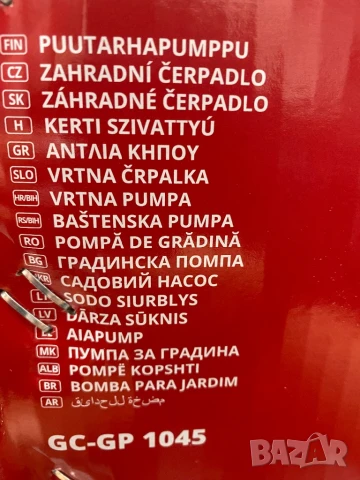 FIN PUUTARHAPUMPPU
CZ ZAHRADNÍ ČERPADLO
SK ZÁHRADNÉ ČERPADLO
H KERTI SZIVATTYÚ
GR ΑΝΤΛΙΑ ΚΗΠΟΥ
SLO VRTNA ČRPALKA
HR/BIH VRTNA PUMPA
RS/BIH BAŠTENSKA PUMPA
RO POMPĂ DE GRĂDINĂ
BG ГРАДИНСКА ПОМПА
KR САДОВИЙ НАСОС
SODO SIURBLYS
LV DĀRZA SŪKNIS
AIAPUMP
MK ПУМПА ЗА ГРАДИНА
ALB POMPË KOPSHTI
BR BOMBA PARA JARDIM
AR مضخة للحدائق
GC-GP 1045
BAZAR